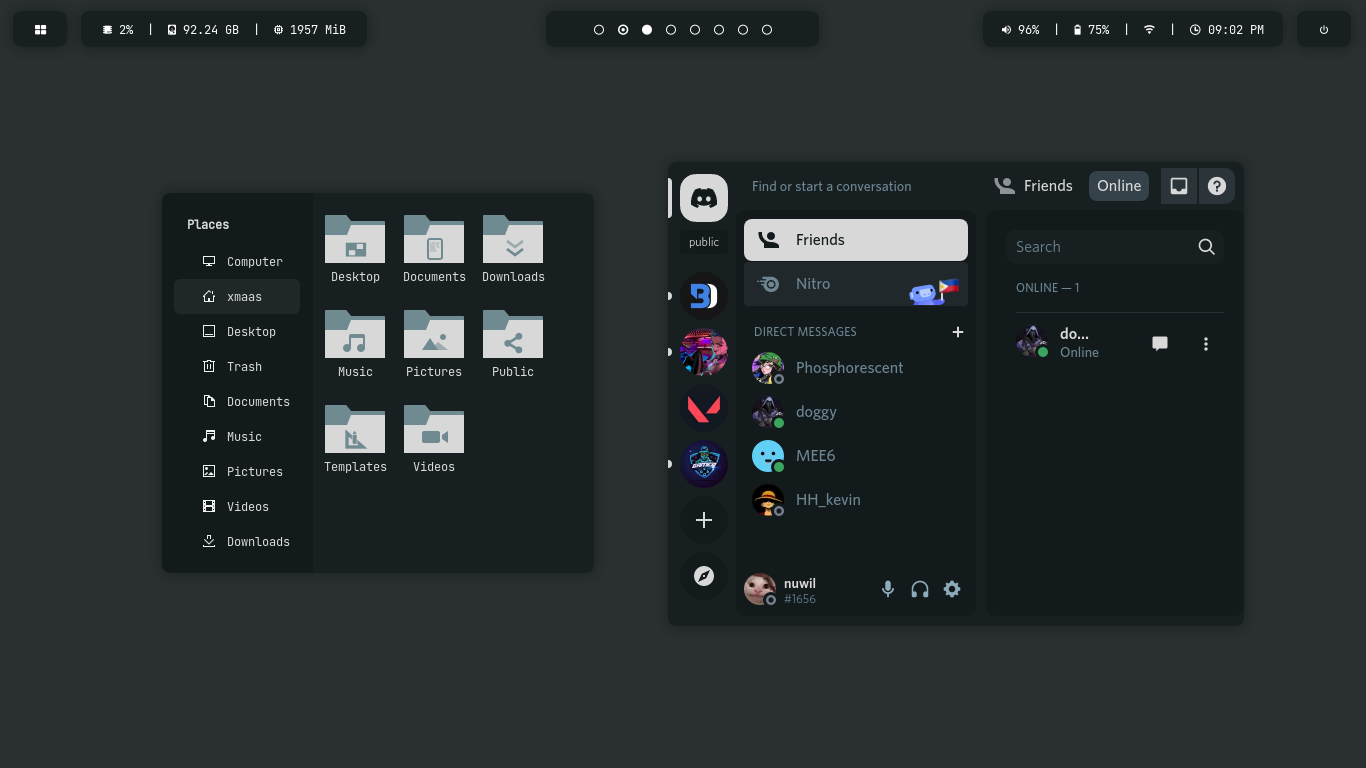 2% | 92.24 GB | 1957 MiB
96% | 75% | | 09:02 PM
Places
Computer
xmaas
Desktop
Trash
Documents
Music
Pictures
Videos
Downloads
Desktop Documents Downloads
Music Pictures Public
Templates Videos
public
Find or start a conversation
Friends Online
Friends
Nitro
DIRECT MESSAGES
Phosphorescent
doggy
MEE6
HH_kevin
nuwil
#1656
Search
ONLINE — 1
do...
Online